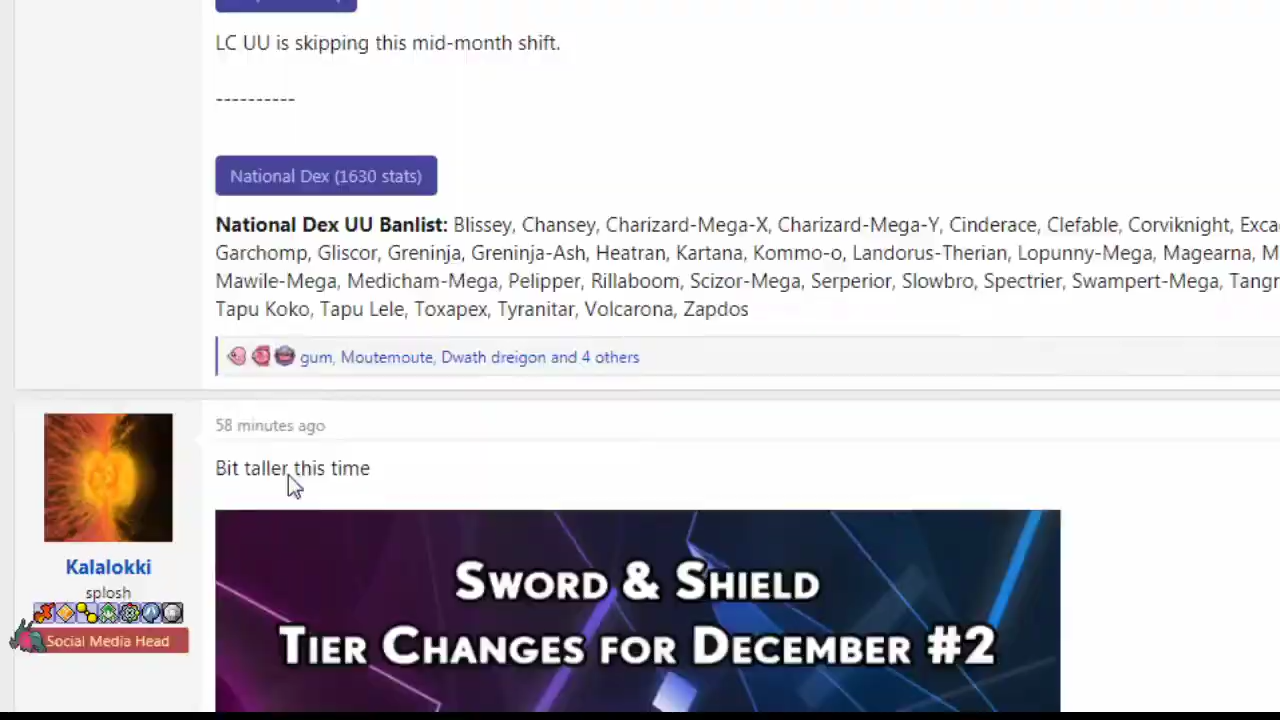 LC UU is skipping this mid-month shift.
----------
National Dex (1630 stats)
National Dex UU Banlist: Blissey, Chansey, Charizard-Mega-X, Charizard-Mega-Y, Cinderace, Clefable, Corviknight, Exca
Garchomp, Gliscor, Greninja, Greninja-Ash, Heatran, Kartana, Kommo-o, Landorus-Therian, Lopunny-Mega, Magearna, M
Mawile-Mega, Medicham-Mega, Pelipper, Rillaboom, Scizor-Mega, Serperior, Slowbro, Spectrier, Swampert-Mega, Tangr
Tapu Koko, Tapu Lele, Toxapex, Tyranitar, Volcarona, Zapdos
gum, Moutemoute, Dwath dreigon and 4 others
58 minutes ago
Bit taller this time
Kalalokki
splosh
Social Media Head
Sword & Shield
Tier Changes for December #2